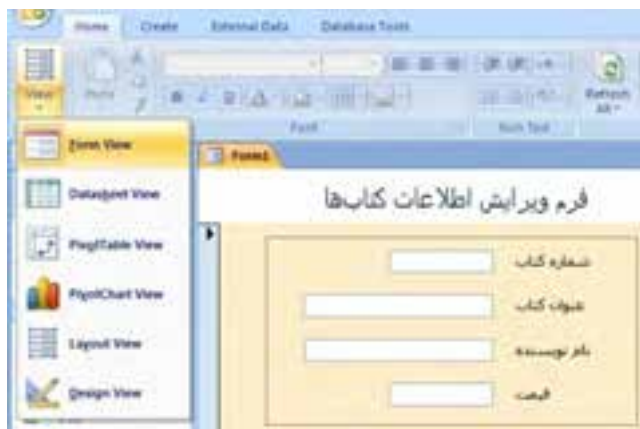 Home Create External Data Database Tools
View Paste Refresh All
Font Rich Text
Form View
Datasheet View
PivotTable View
PivotChart View
Layout View
Design View
Form1
فرم ویرایش اطلاعات کتاب‌ها
شماره کتاب
عنوان کتاب
نام نویسنده
قیمت